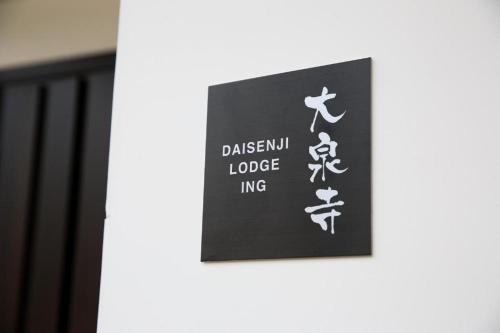 DAISENJI
LODGE
ING
大泉寺